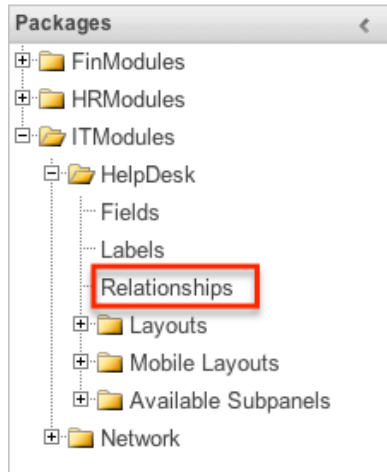 Packages
FinModules
HRModules
ITModules
HelpDesk
Fields
Labels
Relationships
Layouts
Mobile Layouts
Available Subpanels
Network